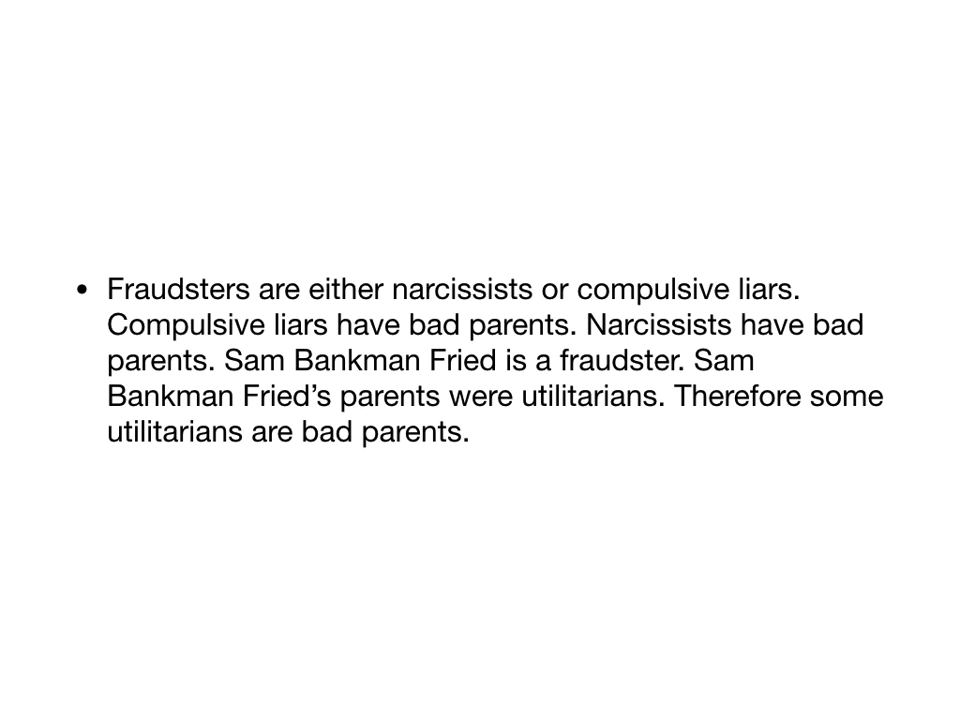 • Fraudsters are either narcissists or compulsive liars.
Compulsive liars have bad parents. Narcissists have bad
parents. Sam Bankman Fried is a fraudster. Sam
Bankman Fried’s parents were utilitarians. Therefore some
utilitarians are bad parents.